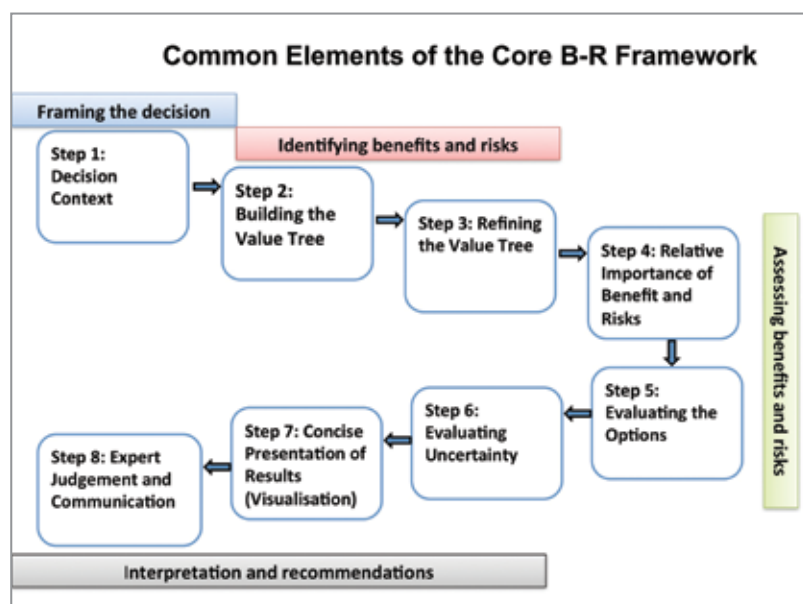 Common Elements of the Core B-R Framework
Framing the decision
Identifying benefits and risks
Step 1:
Decision
Context
Step 2:
Building the
Value Tree
Step 3: Refining
the Value Tree
Step 4: Relative
Importance of
Benefit and
Risks
Assessing benefits and risks
Step 5:
Evaluating the
Options
Step 6:
Evaluating
Uncertainty
Step 7: Concise
Presentation of
Results
(Visualisation)
Step 8: Expert
Judgement and
Communication
Interpretation and recommendations